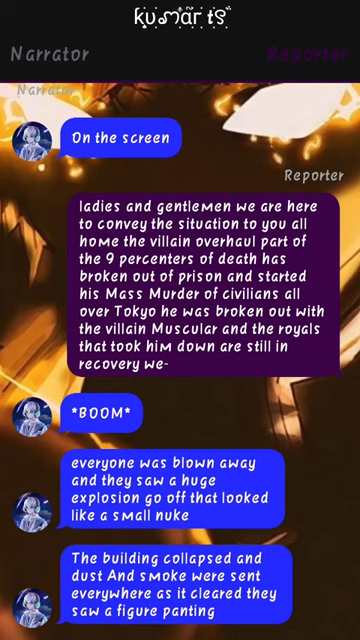 kumar ts
Narrator
Reporter
Narrator
On the screen
Reporter
ladies and gentlemen we are here
to convey the situation to you all
home the villain overhaul part of
the 9 percenters of death has
broken out of prison and started
his Mass Murder of civilians all
over Tokyo he was broken out with
the villain Muscular and the royals
that took him down are still in
recovery we-
*BOOM*
everyone was blown away
and they saw a huge
explosion go off that looked
like a small nuke
The building collapsed and
dust And smoke were sent
everywhere as it cleared they
saw a figure panting